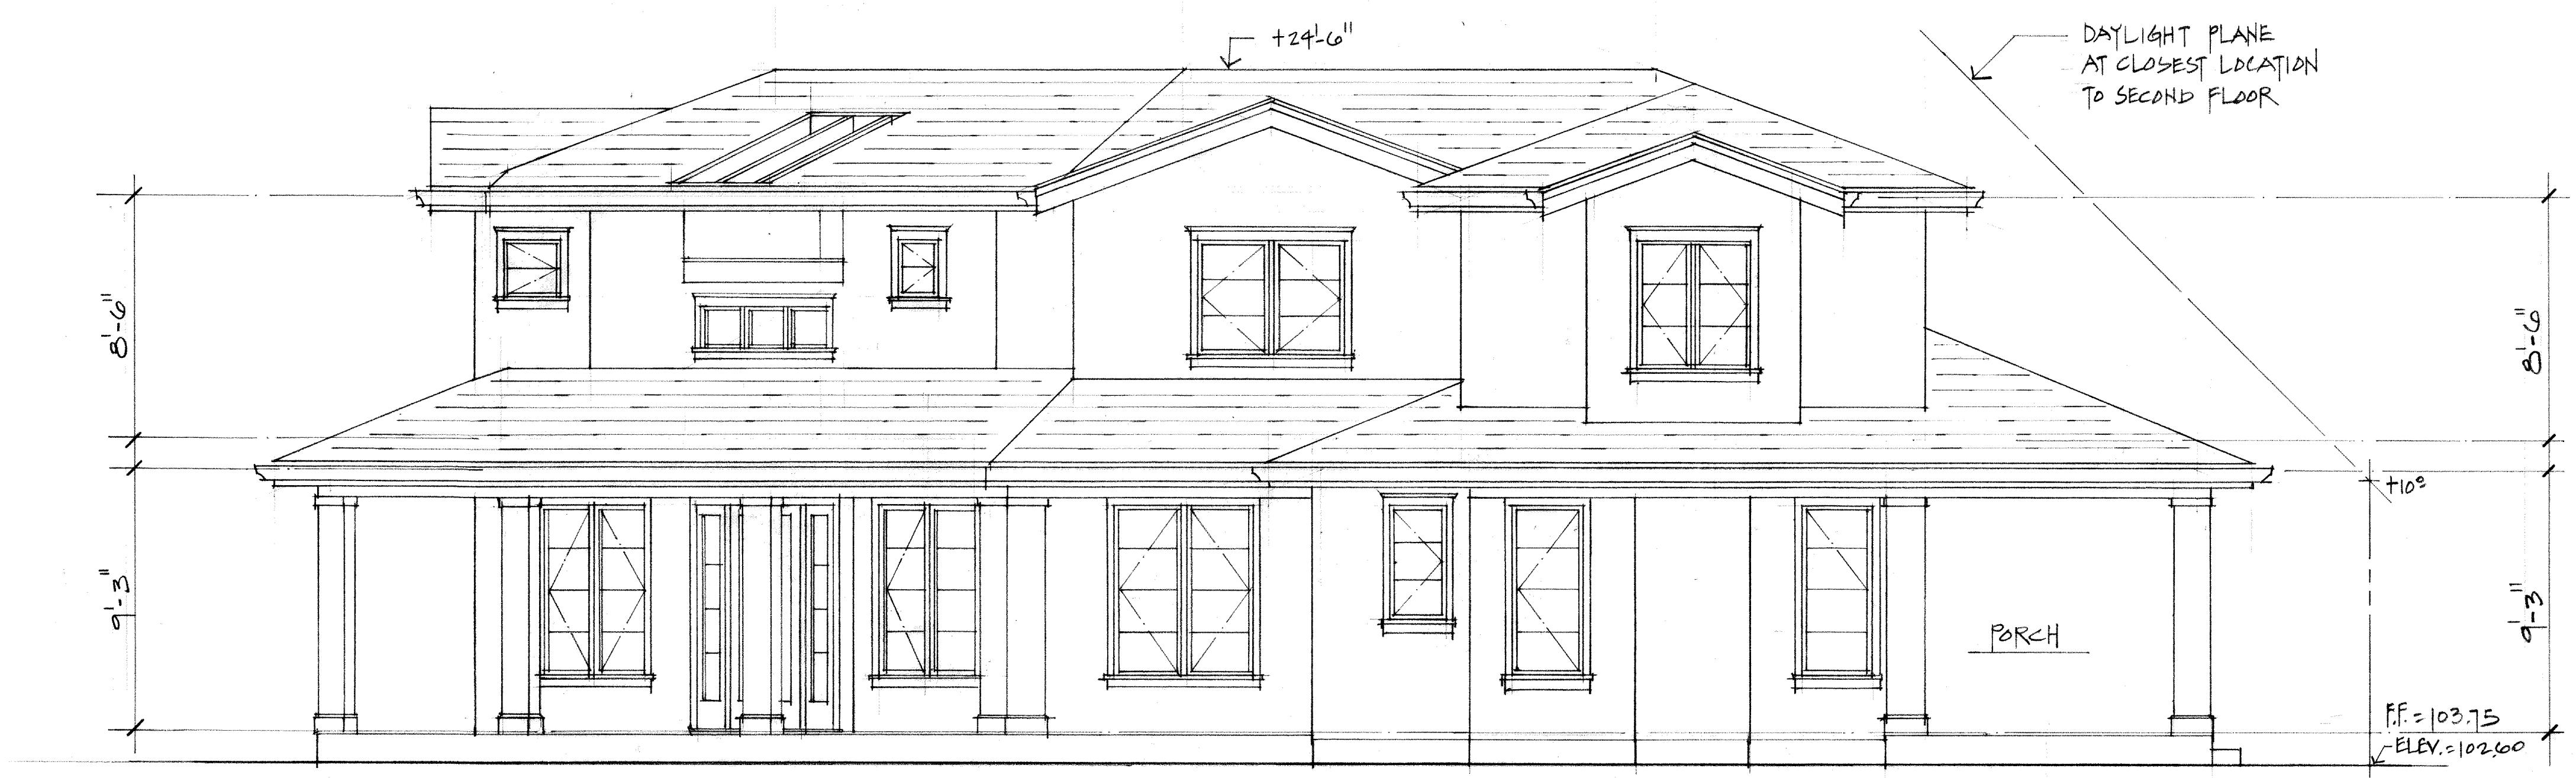 +24'-6"
DAYLIGHT PLANE
AT CLOSEST LOCATION
TO SECOND FLOOR
8'-6"
8'-6"
+10⁰
9'-3"
9'-3"
PORCH
F.F. = 103.75
ELEV. = 102.60